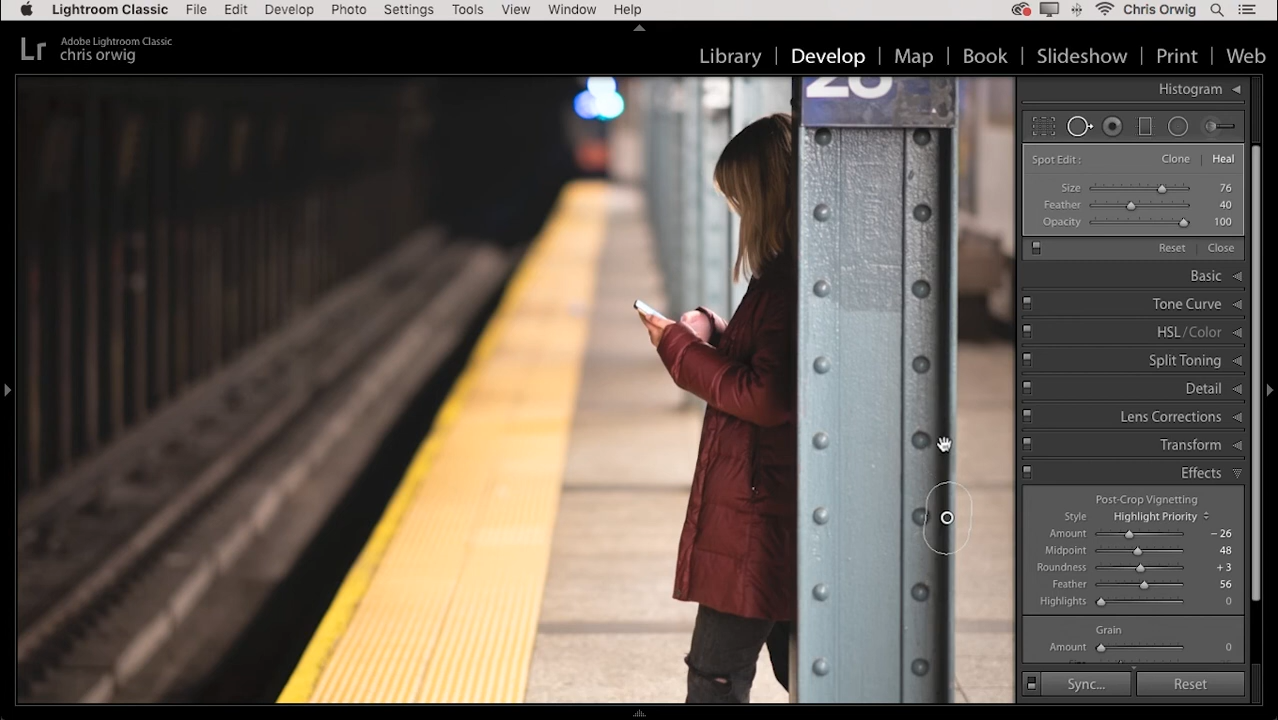 Lightroom Classic File Edit Develop Photo Settings Tools View Window Help Chris Orwig
Lr Adobe Lightroom Classic
chris orwig
Library | Develop | Map | Book | Slideshow | Print | Web
28
Histogram
Spot Edit : Clone | Heal
Size 76
Feather 40
Opacity 100
Reset | Close
Basic
Tone Curve
HSL / Color
Split Toning
Detail
Lens Corrections
Transform
Effects
Post-Crop Vignetting
Style Highlight Priority
Amount – 26
Midpoint 48
Roundness + 3
Feather 56
Highlights 0
Grain
Amount 0
Sync... Reset